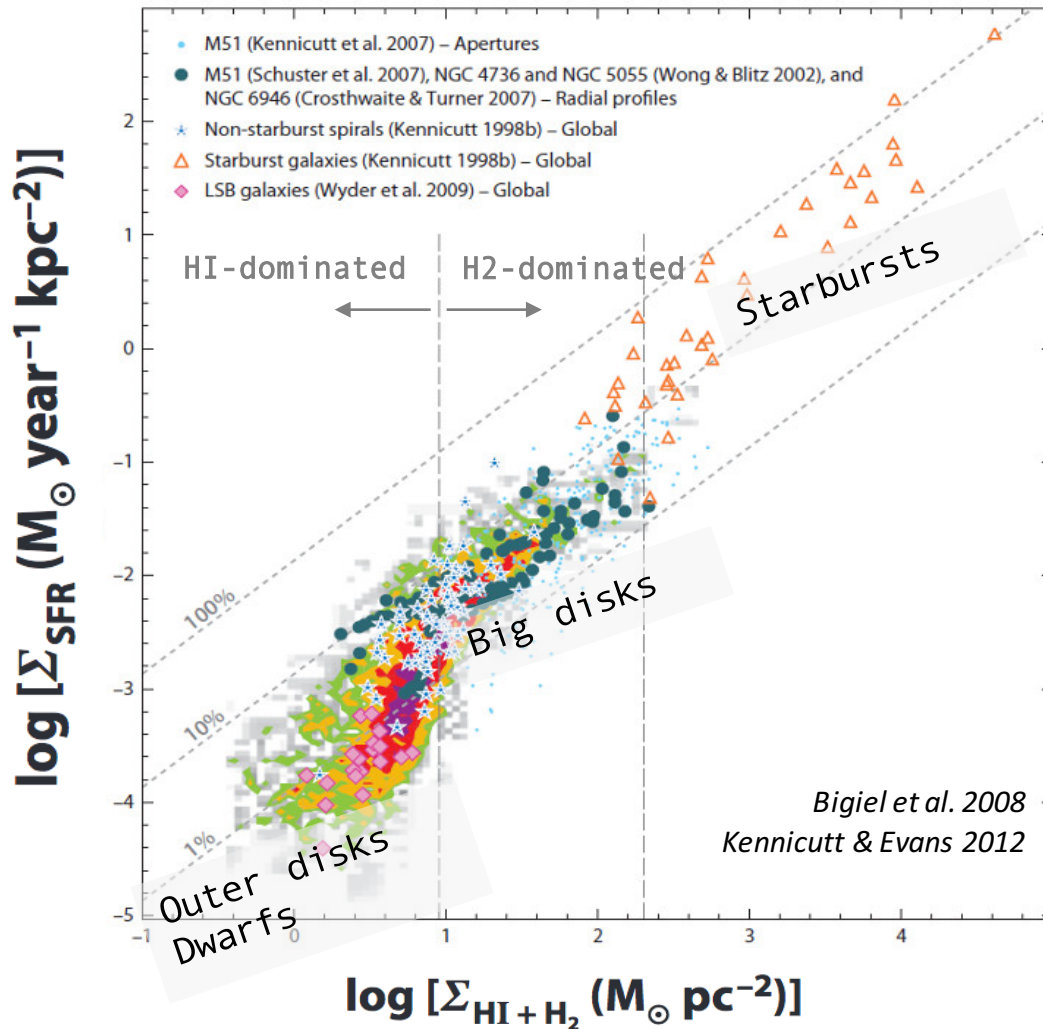 M51 (Kennicutt et al. 2007) – Apertures
M51 (Schuster et al. 2007), NGC 4736 and NGC 5055 (Wong & Blitz 2002), and
NGC 6946 (Crosthwaite & Turner 2007) – Radial profiles
Non-starburst spirals (Kennicutt 1998b) – Global
Starburst galaxies (Kennicutt 1998b) – Global
LSB galaxies (Wyder et al. 2009) – Global
HI-dominated
H2-dominated
Starbursts
Big disks
Outer disks
Dwarfs
100%
10%
1%
Bigiel et al. 2008
Kennicutt & Evans 2012
log [Σ_SFR (M_⊙ year⁻¹ kpc⁻²)]
2
1
0
–1
–2
–3
–4
–5
–1
0
1
2
3
4
log [Σ_HI + H₂ (M_⊙ pc⁻²)]